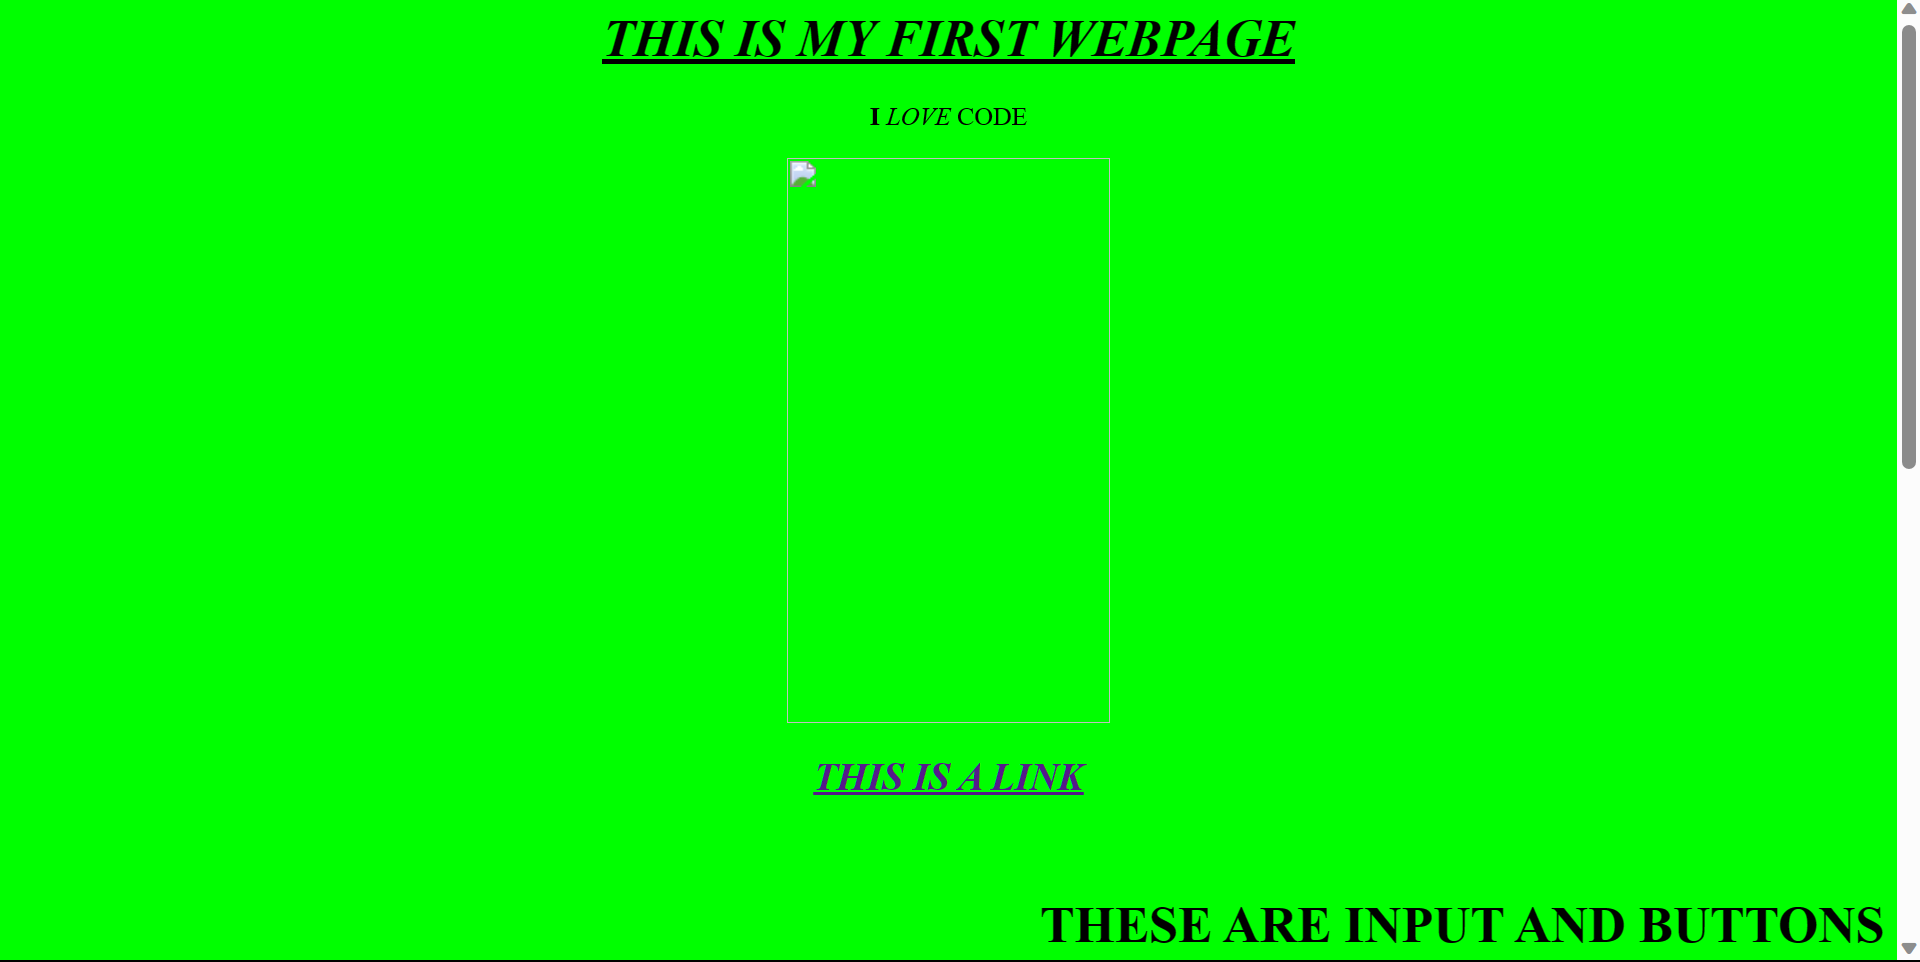 THIS IS MY FIRST WEBPAGE
I LOVE CODE
THIS IS A LINK
THESE ARE INPUT AND BUTTONS